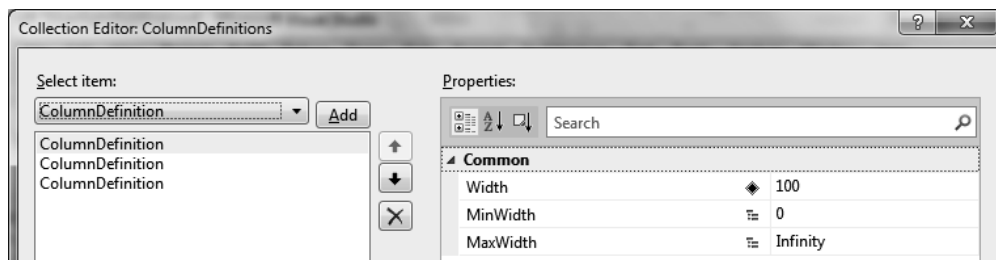 Collection Editor: ColumnDefinitions
Select item:
ColumnDefinition
Add
ColumnDefinition
ColumnDefinition
ColumnDefinition
Properties:
Search
Common
Width 100
MinWidth 0
MaxWidth Infinity